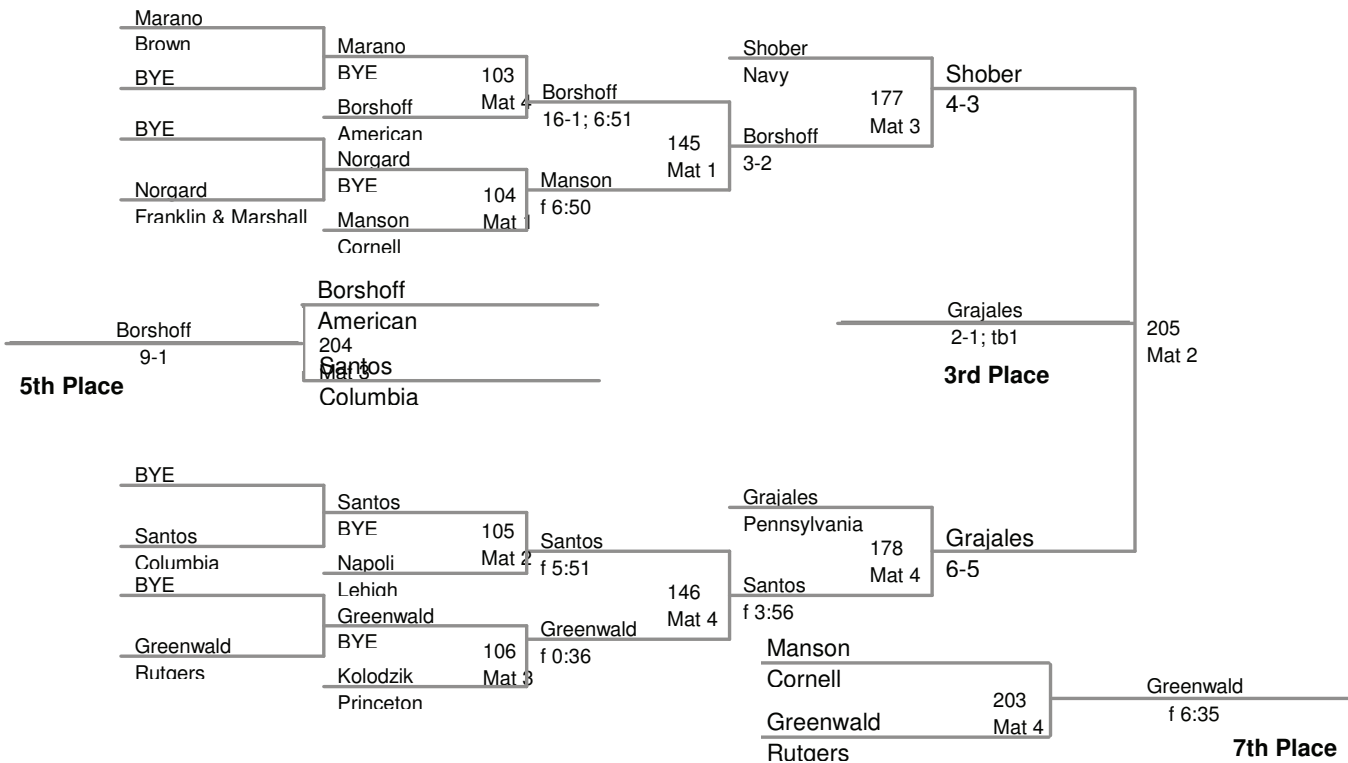 Marano
Brown
BYE
BYE
Norgard
Franklin & Marshall
Marano
BYE
103
Mat 4
Borshoff
American
Norgard
BYE
104
Mat 1
Manson
Cornell
Borshoff
16-1; 6:51
145
Mat 1
Manson
f 6:50
Shober
Navy
177
Mat 3
Borshoff
3-2
Shober
4-3
Borshoff
American
204
Mat 3
Santos
Columbia
Borshoff
9-1
5th Place
Grajales
2-1; tb1
3rd Place
205
Mat 2
BYE
Santos
Columbia
BYE
Greenwald
Rutgers
Santos
BYE
105
Mat 2
Napoli
Lehigh
Greenwald
BYE
106
Mat 3
Kolodzik
Princeton
Santos
f 5:51
146
Mat 4
Greenwald
f 0:36
Grajales
Pennsylvania
178
Mat 4
Santos
f 3:56
Grajales
6-5
Manson
Cornell
203
Mat 4
Greenwald
Rutgers
Greenwald
f 6:35
7th Place